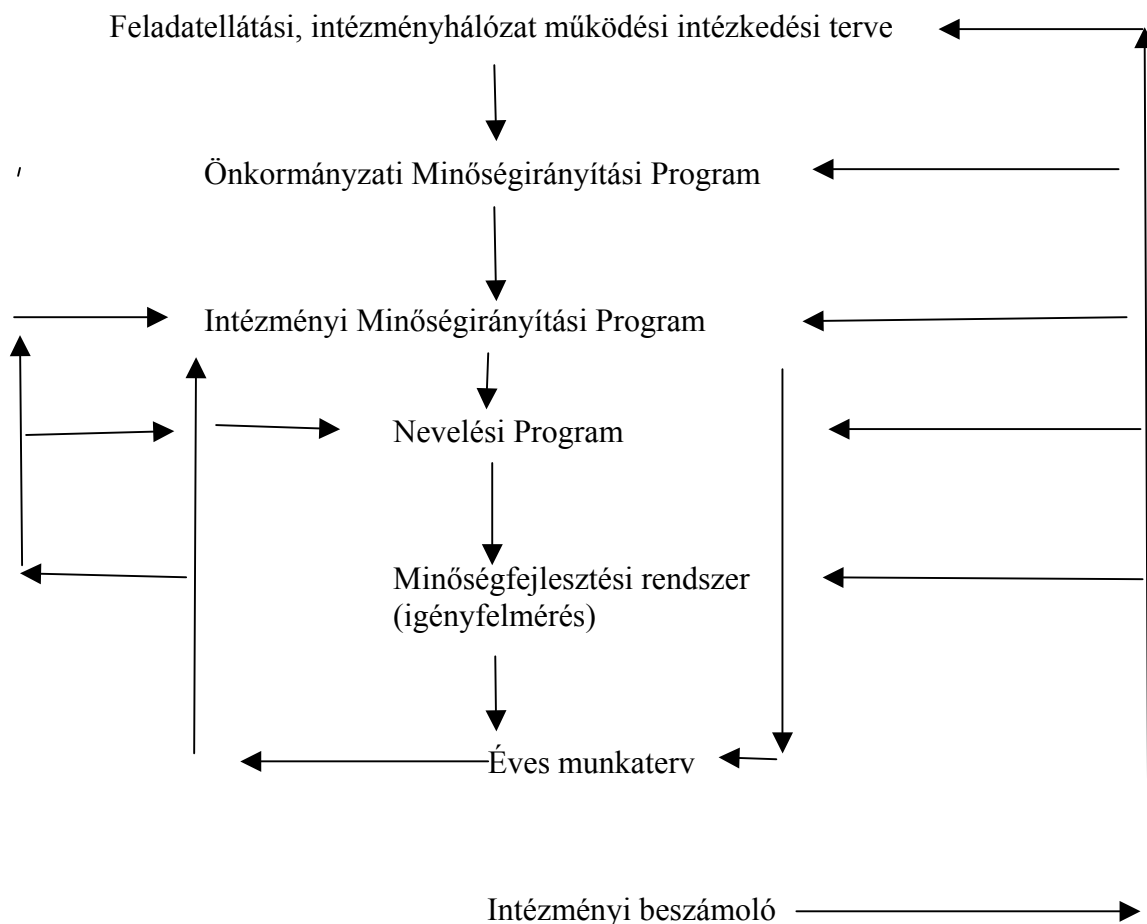 Feladatellátási, intézményhálózat működési intézkedési terve
Önkormányzati Minőségirányítási Program
Intézményi Minőségirányítási Program
Nevelési Program
Minőségfejlesztési rendszer
(igényfelmérés)
Éves munkaterv
Intézményi beszámoló